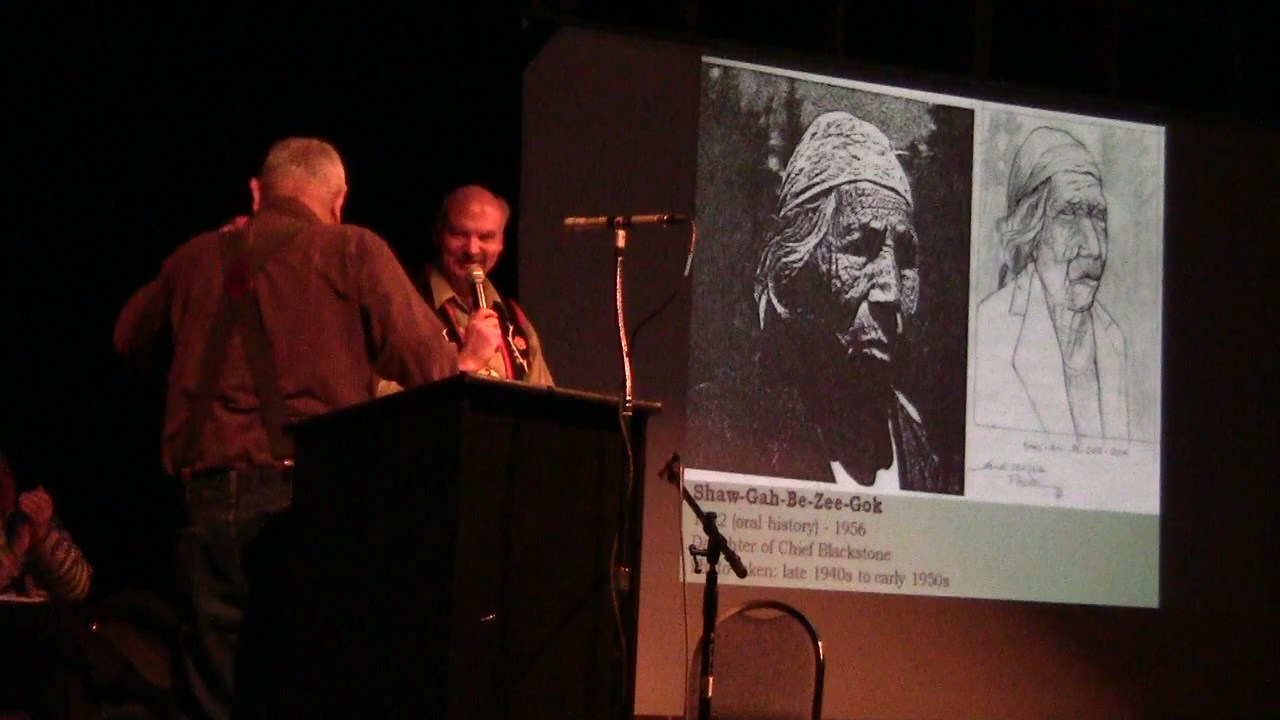 Shaw-Gah-Be-Zee-Gok
(oral history) - 1956
of Chief Blackstone
late 1940s to early 1950s